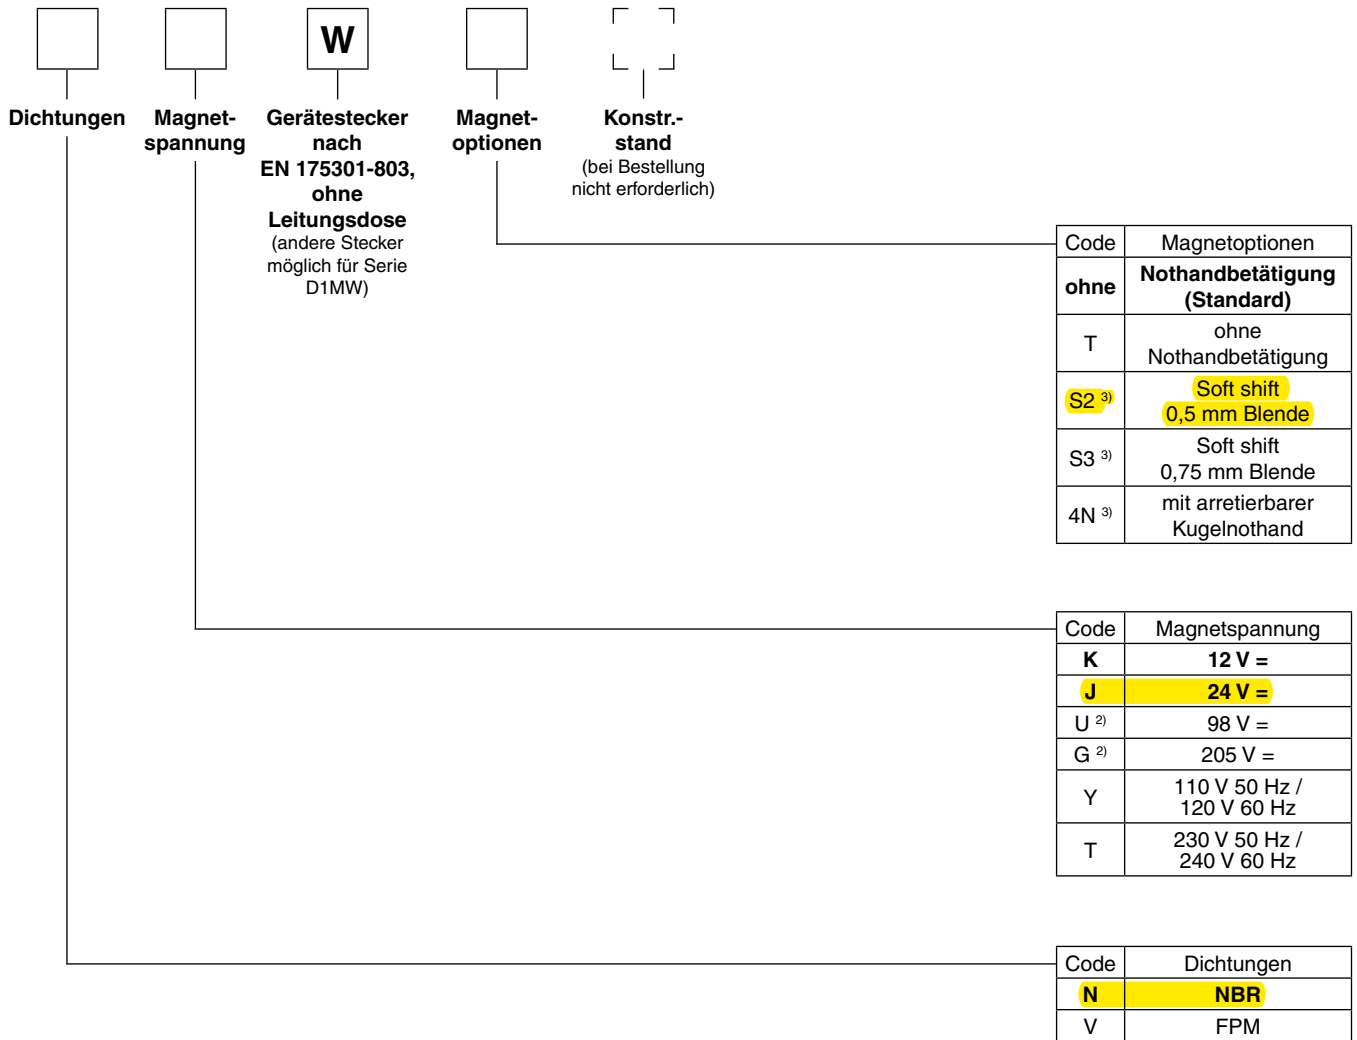 W
Dichtungen
Magnet-
spannung
Gerätestecker
nach
EN 175301-803,
ohne
Leitungsdose
(andere Stecker
möglich für Serie
D1MW)
Magnet-
optionen
Konstr.-
stand
(bei Bestellung
nicht erforderlich)
Code Magnetoptionen
ohne Nothandbetätigung
(Standard)
T ohne
Nothandbetätigung
S2 3) Soft shift
0,5 mm Blende
S3 3) Soft shift
0,75 mm Blende
4N 3) mit arretierbarer
Kugelnothand
Code Magnetspannung
K 12 V =
J 24 V =
U 2) 98 V =
G 2) 205 V =
Y 110 V 50 Hz /
120 V 60 Hz
T 230 V 50 Hz /
240 V 60 Hz
Code Dichtungen
N NBR
V FPM